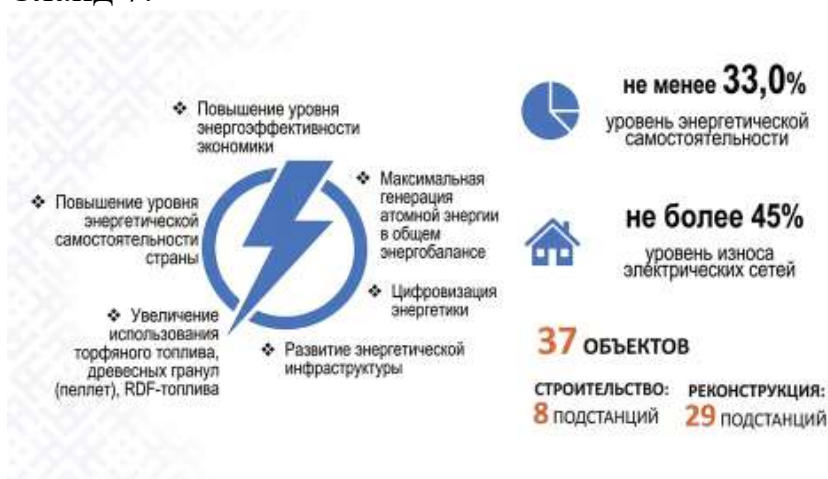 ❖ Повышение уровня
энергоэффективности
экономики
❖ Повышение уровня
энергетической
самостоятельности
страны
❖ Максимальная
генерация
атомной энергии
в общем
энергобалансе
❖ Цифровизация
энергетики
❖ Увеличение
использования
торфяного топлива,
древесных гранул
(пеллет), RDF-топлива
❖ Развитие энергетической
инфраструктуры
не менее 33,0%
уровень энергетической
самостоятельности
не более 45%
уровень износа
электрических сетей
37 ОБЪЕКТОВ
СТРОИТЕЛЬСТВО:
8 ПОДСТАНЦИЙ
РЕКОНСТРУКЦИЯ:
29 ПОДСТАНЦИЙ